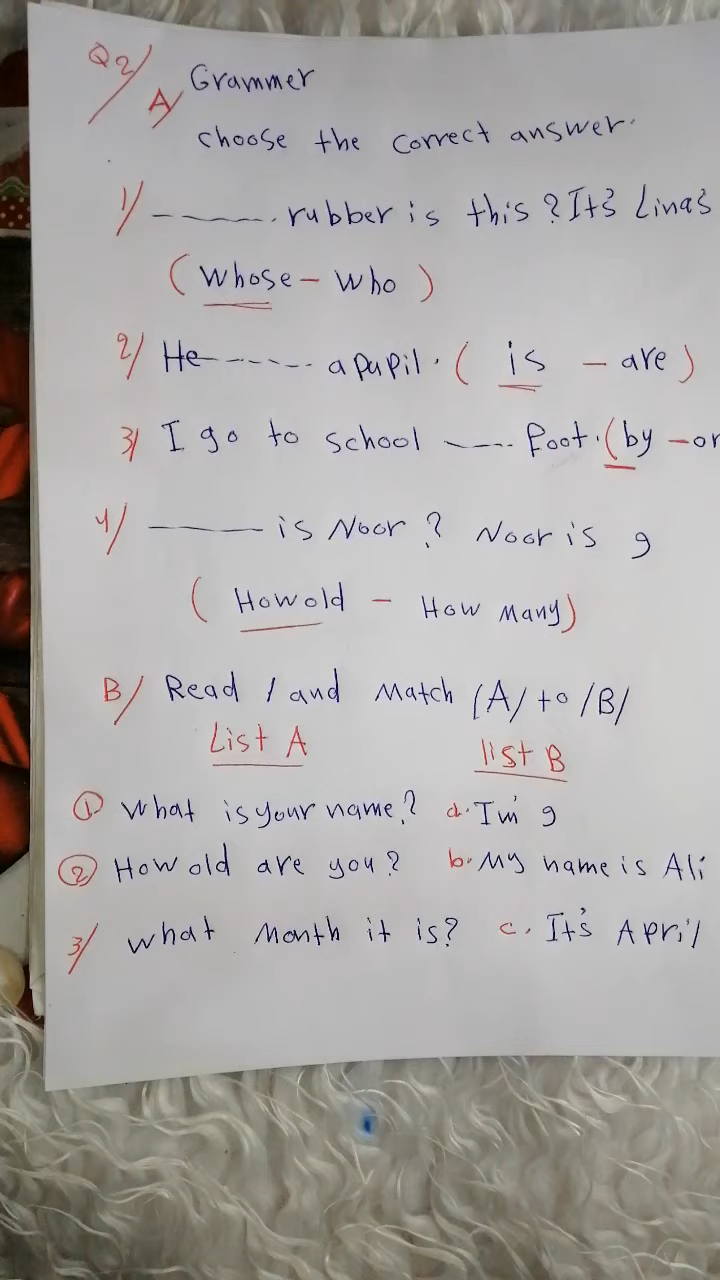 Q2/
A/ Grammer
choose the correct answer.
1/ ------- rubber is this? It's Lina's
(Whose - Who)
2/ He------- a pupil. (is - are)
3/ I go to school ------- foot. (by - on
4/ ------- is Noor? Noor is 9
(How old - How Many)
B/ Read / and Match /A/ to /B/
List A list B
① What is your name? a. I'm 9
② How old are you? b. My name is Ali
3/ what Month it is? c. It's April